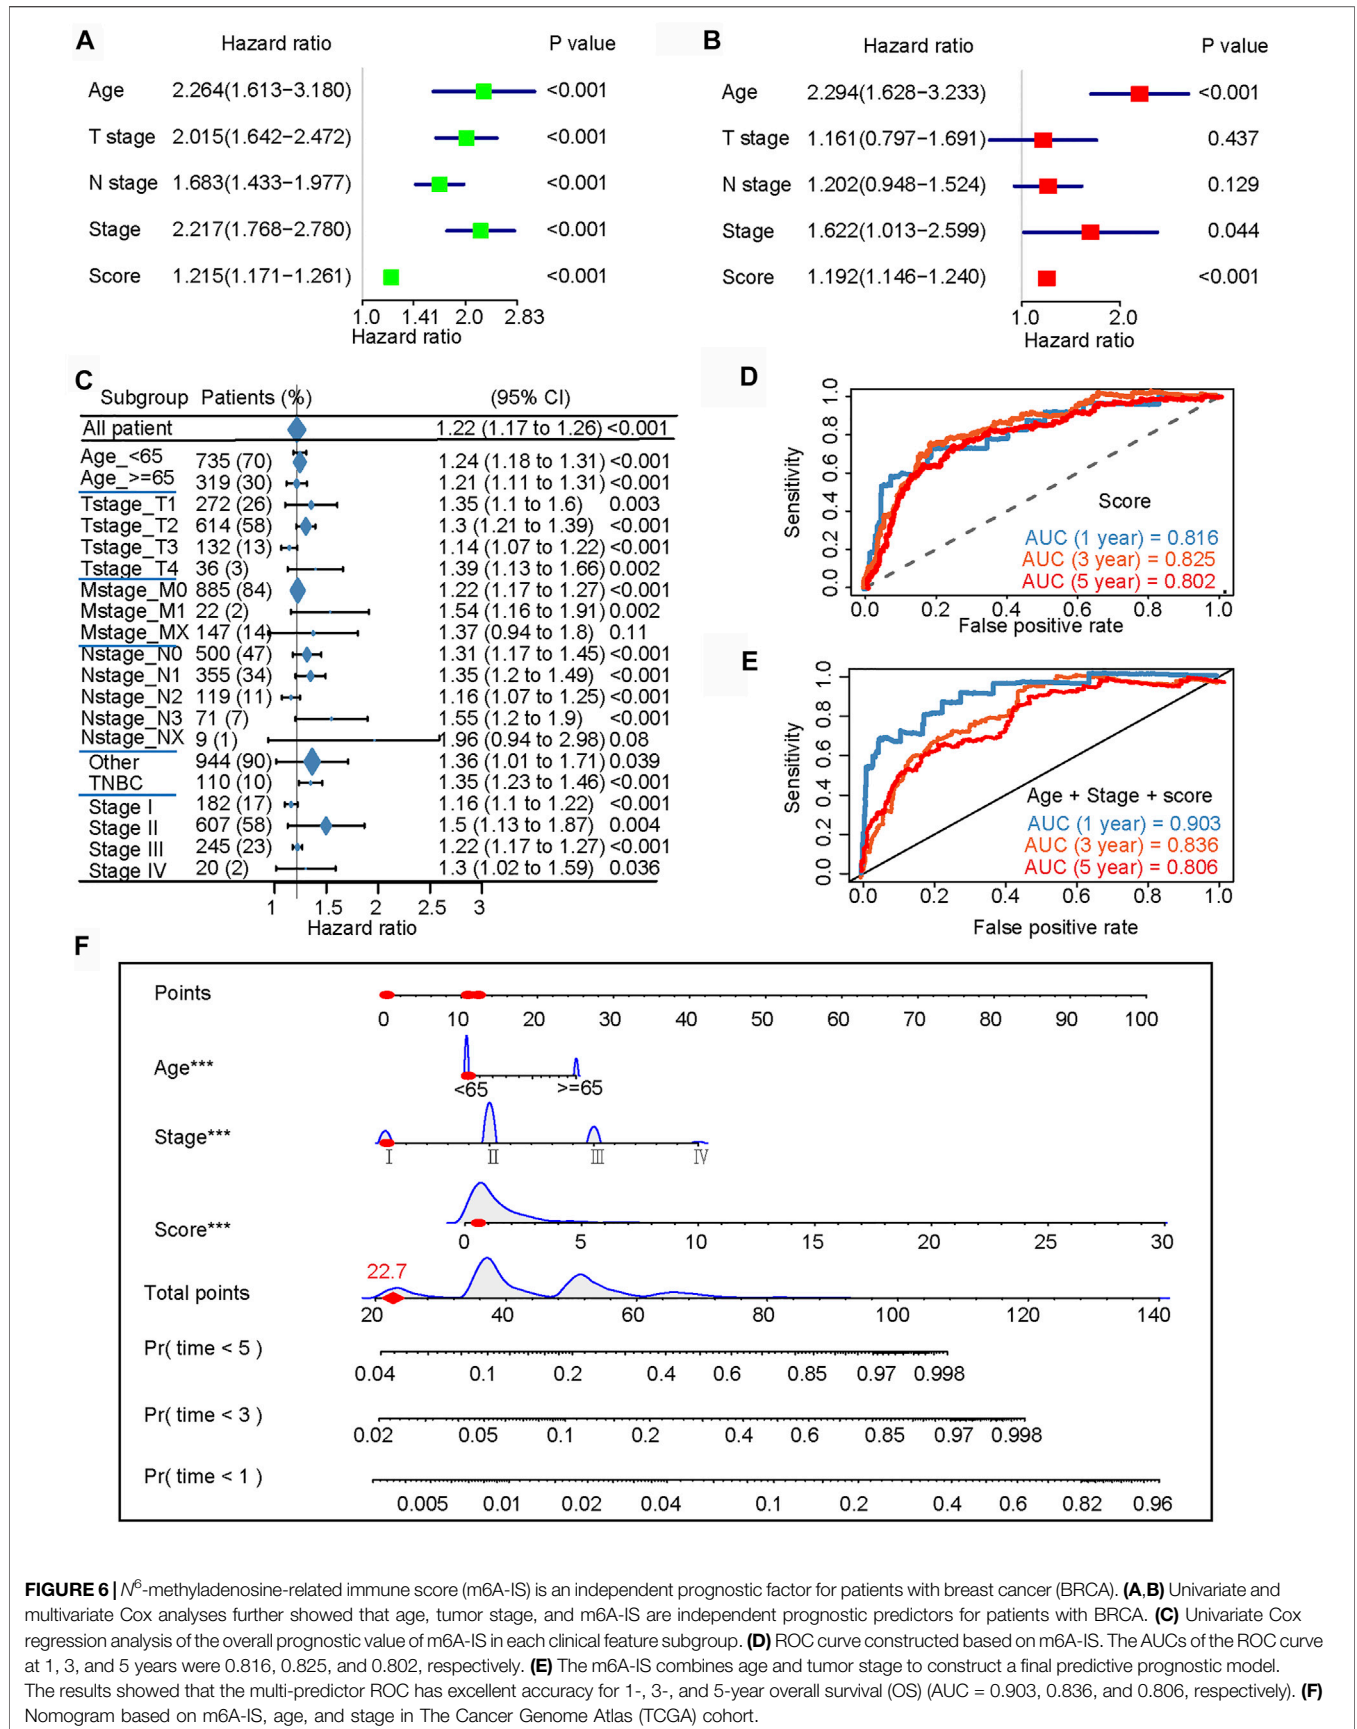 A
Hazard ratio P value
Age 2.264(1.613−3.180) <0.001
T stage 2.015(1.642−2.472) <0.001
N stage 1.683(1.433−1.977) <0.001
Stage 2.217(1.768−2.780) <0.001
Score 1.215(1.171−1.261) <0.001
1.0 1.41 2.0 2.83
Hazard ratio
B
Hazard ratio P value
Age 2.294(1.628−3.233) <0.001
T stage 1.161(0.797−1.691) 0.437
N stage 1.202(0.948−1.524) 0.129
Stage 1.622(1.013−2.599) 0.044
Score 1.192(1.146−1.240) <0.001
1.0 2.0
Hazard ratio
C
Subgroup Patients (%) (95% CI)
All patient 1.22 (1.17 to 1.26) <0.001
Age_<65 735 (70) 1.24 (1.18 to 1.31) <0.001
Age_>=65 319 (30) 1.21 (1.11 to 1.31) <0.001
Tstage_T1 272 (26) 1.35 (1.1 to 1.6) 0.003
Tstage_T2 614 (58) 1.3 (1.21 to 1.39) <0.001
Tstage_T3 132 (13) 1.14 (1.07 to 1.22) <0.001
Tstage_T4 36 (3) 1.39 (1.13 to 1.66) 0.002
Mstage_M0 885 (84) 1.22 (1.17 to 1.27) <0.001
Mstage_M1 22 (2) 1.54 (1.16 to 1.91) 0.002
Mstage_MX 147 (14) 1.37 (0.94 to 1.8) 0.11
Nstage_N0 500 (47) 1.31 (1.17 to 1.45) <0.001
Nstage_N1 355 (34) 1.35 (1.2 to 1.49) <0.001
Nstage_N2 119 (11) 1.16 (1.07 to 1.25) <0.001
Nstage_N3 71 (7) 1.55 (1.2 to 1.9) <0.001
Nstage_NX 9 (1) 1.96 (0.94 to 2.98) 0.08
Other 944 (90) 1.36 (1.01 to 1.71) 0.039
TNBC 110 (10) 1.35 (1.23 to 1.46) <0.001
Stage I 182 (17) 1.16 (1.1 to 1.22) <0.001
Stage II 607 (58) 1.5 (1.13 to 1.87) 0.004
Stage III 245 (23) 1.22 (1.17 to 1.27) <0.001
Stage IV 20 (2) 1.3 (1.02 to 1.59) 0.036
1 1.5 2 2.5 3
Hazard ratio
D
Sensitivity
1.0
0.8
0.6
0.4
0.2
0.0
Score
AUC (1 year) = 0.816
AUC (3 year) = 0.825
AUC (5 year) = 0.802
0.0 0.2 0.4 0.6 0.8 1.0
False positive rate
E
Sensitivity
1.0
0.8
0.6
0.4
0.2
0.0
Age + Stage + score
AUC (1 year) = 0.903
AUC (3 year) = 0.836
AUC (5 year) = 0.806
0.0 0.2 0.4 0.6 0.8 1.0
False positive rate
F
Points
0 10 20 30 40 50 60 70 80 90 100
Age***
<65 >=65
Stage***
I II III IV
Score***
0 5 10 15 20 25 30
22.7
Total points
20 40 60 80 100 120 140
Pr( time < 5 )
0.04 0.1 0.2 0.4 0.6 0.85 0.97 0.998
Pr( time < 3 )
0.02 0.05 0.1 0.2 0.4 0.6 0.85 0.97 0.998
Pr( time < 1 )
0.005 0.01 0.02 0.04 0.1 0.2 0.4 0.6 0.82 0.96
FIGURE 6 | N⁶-methyladenosine-related immune score (m6A-IS) is an independent prognostic factor for patients with breast cancer (BRCA). (A,B) Univariate and
multivariate Cox analyses further showed that age, tumor stage, and m6A-IS are independent prognostic predictors for patients with BRCA. (C) Univariate Cox
regression analysis of the overall prognostic value of m6A-IS in each clinical feature subgroup. (D) ROC curve constructed based on m6A-IS. The AUCs of the ROC curve
at 1, 3, and 5 years were 0.816, 0.825, and 0.802, respectively. (E) The m6A-IS combines age and tumor stage to construct a final predictive prognostic model.
The results showed that the multi-predictor ROC has excellent accuracy for 1-, 3-, and 5-year overall survival (OS) (AUC = 0.903, 0.836, and 0.806, respectively). (F)
Nomogram based on m6A-IS, age, and stage in The Cancer Genome Atlas (TCGA) cohort.